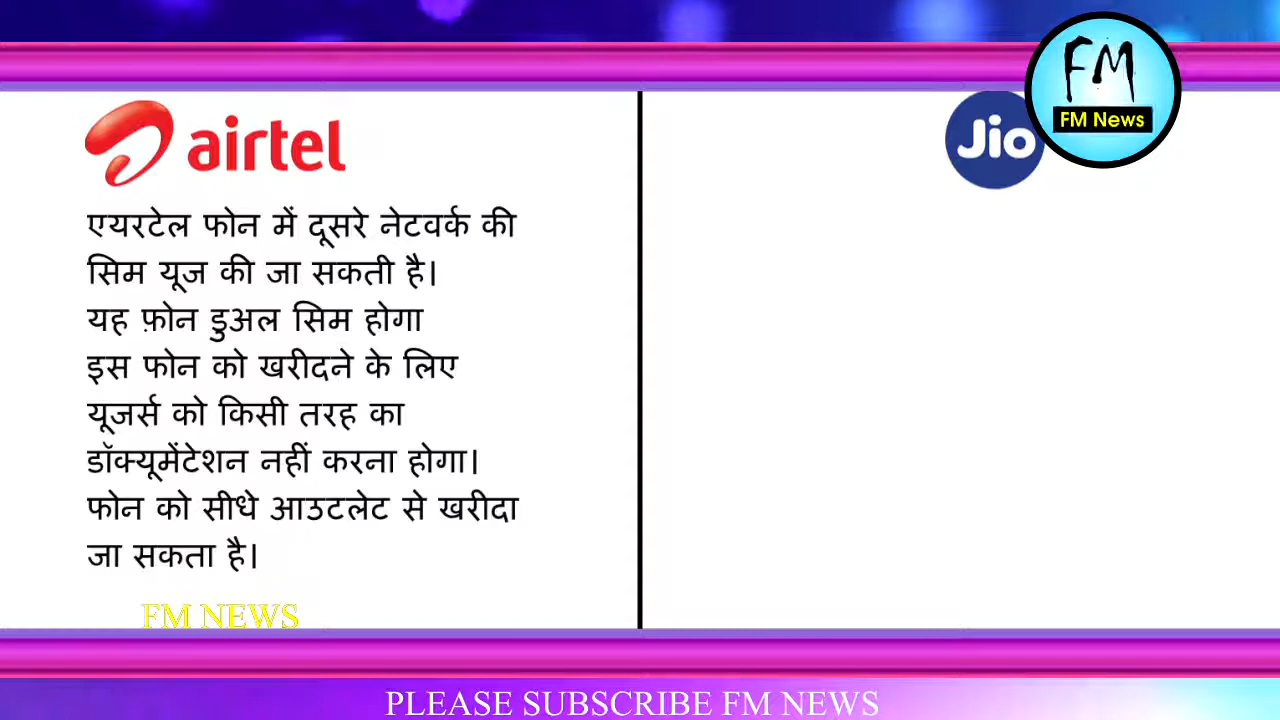 airtel
एयरटेल फोन में दूसरे नेटवर्क की
सिम यूज की जा सकती है।
यह फ़ोन डुअल सिम होगा
इस फोन को खरीदने के लिए
यूजर्स को किसी तरह का
डॉक्यूमेंटेशन नहीं करना होगा।
फोन को सीधे आउटलेट से खरीदा
जा सकता है।
FM NEWS
Jio
FM
FM News
PLEASE SUBSCRIBE FM NEWS